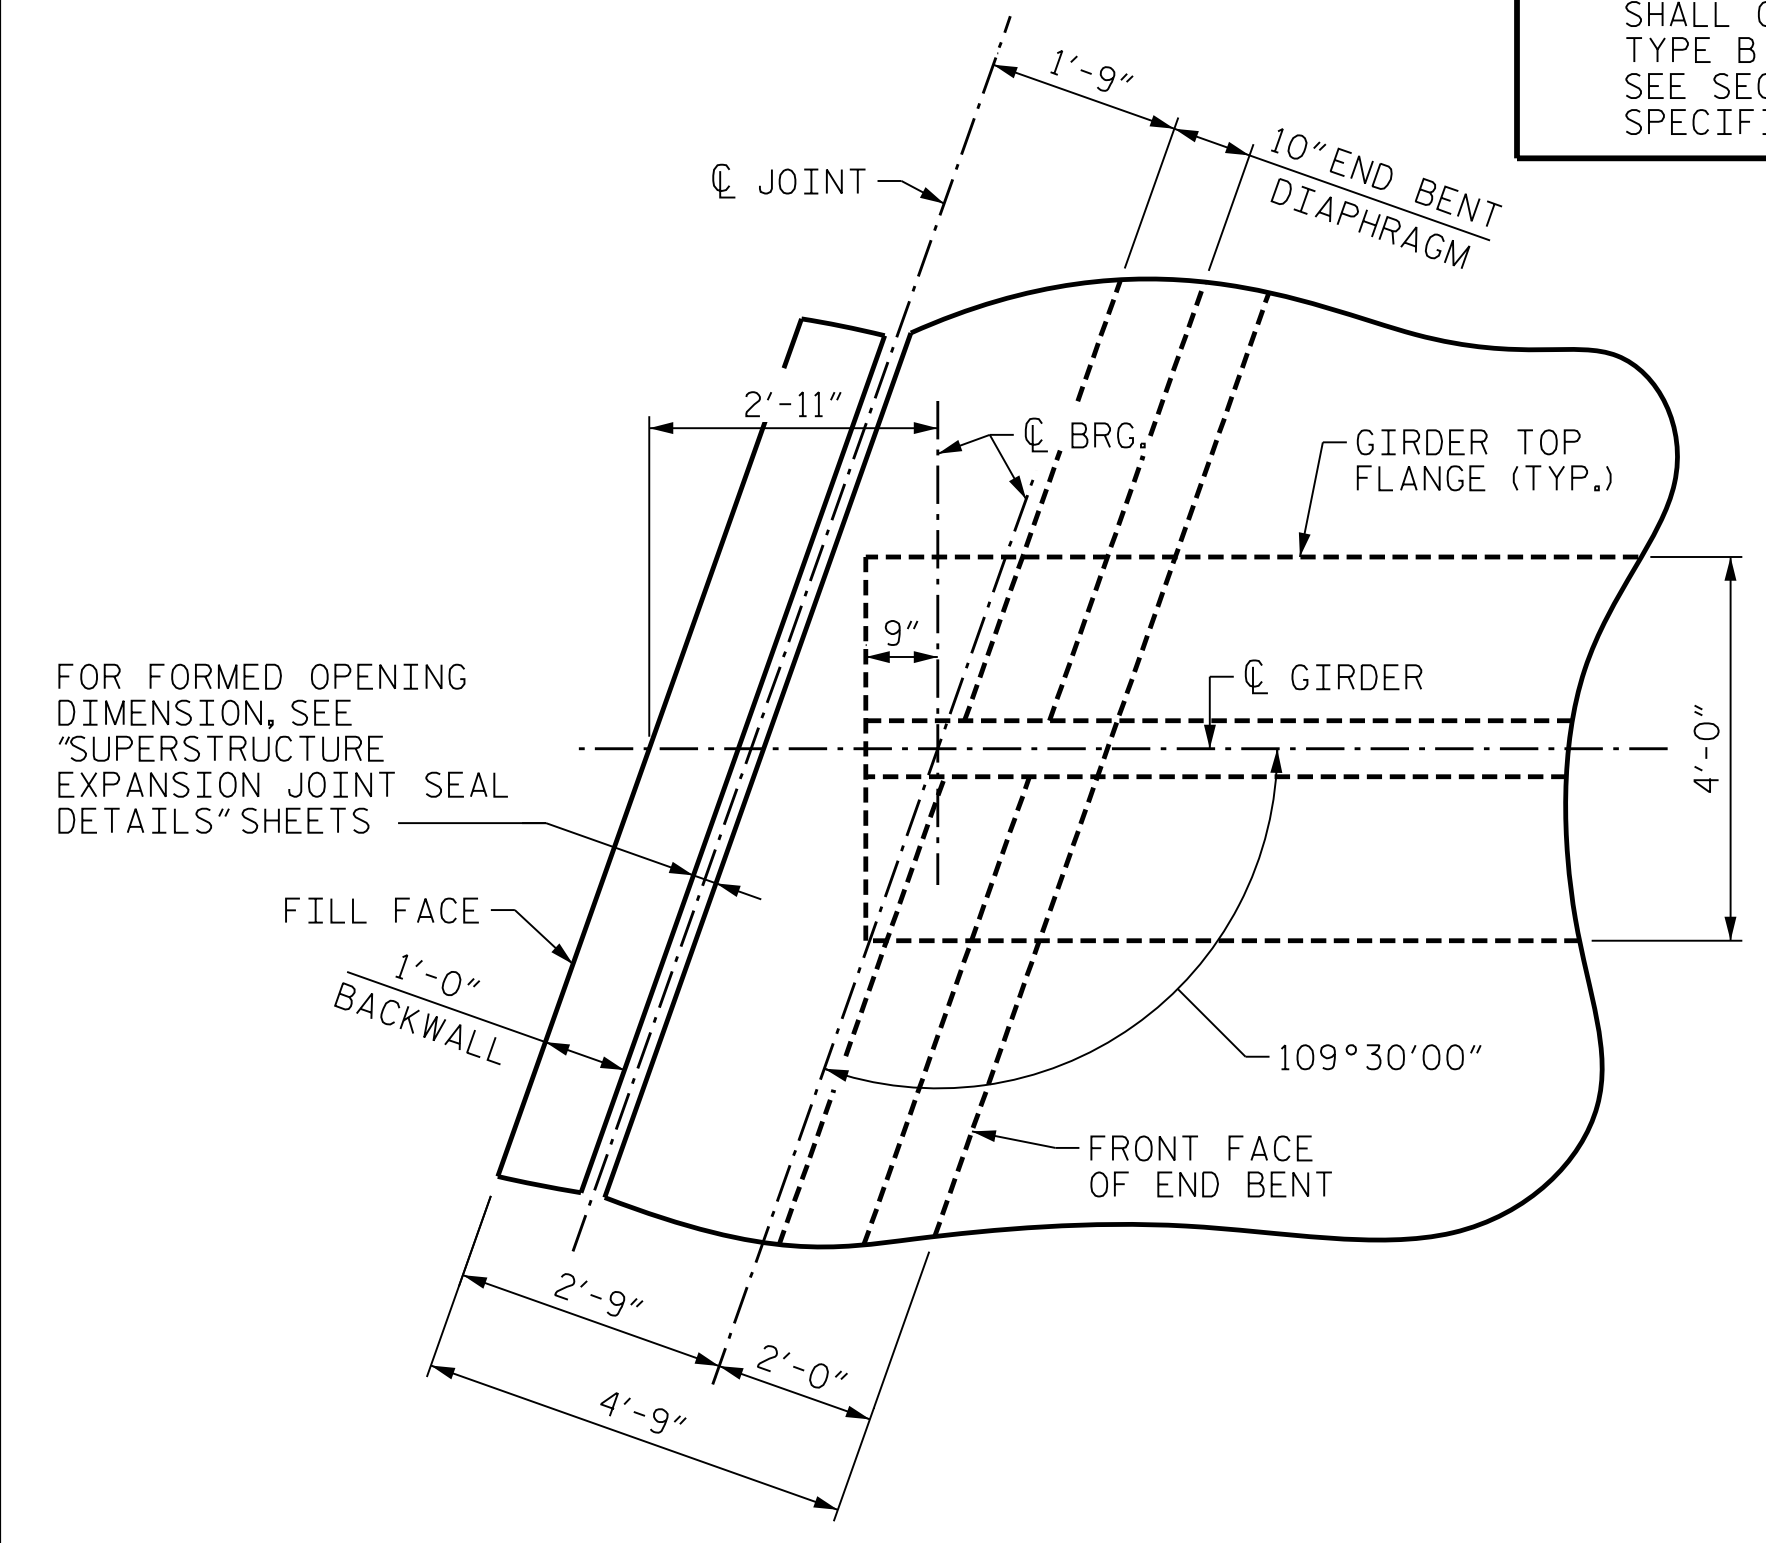 SHALL
TYPE B
SEE
1'-9"
10" END BENT
DIAPHRAGM
℄ JOINT
2'-11"
℄ BRG.
GIRDER TOP
FLANGE (TYP.)
9"
℄ GIRDER
4'-0"
FOR FORMED OPENING
DIMENSION, SEE
"SUPERSTRUCTURE
EXPANSION JOINT SEAL
DETAILS" SHEETS
FILL FACE
1'-0"
BACKWALL
109°30'00"
FRONT FACE
OF END BENT
2'-9"
2'-0"
4'-9"